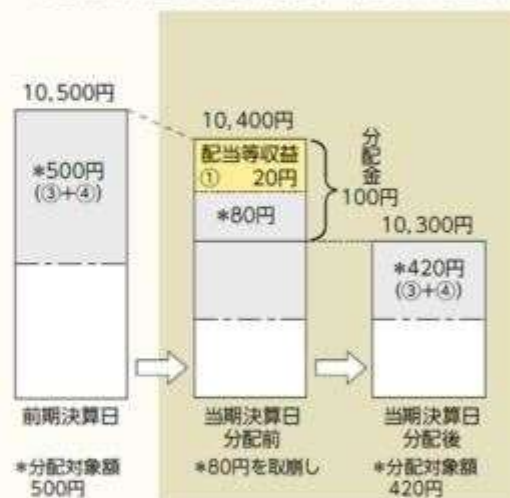 10,500円
*500円
(③+④)
前期決算日
*分配対象額
500円
10,400円
配当等収益
① 20円
*80円
分配金
100円
当期決算日
分配前
*80円を取崩し
10,300円
*420円
(③+④)
当期決算日
分配後
*分配対象額
420円